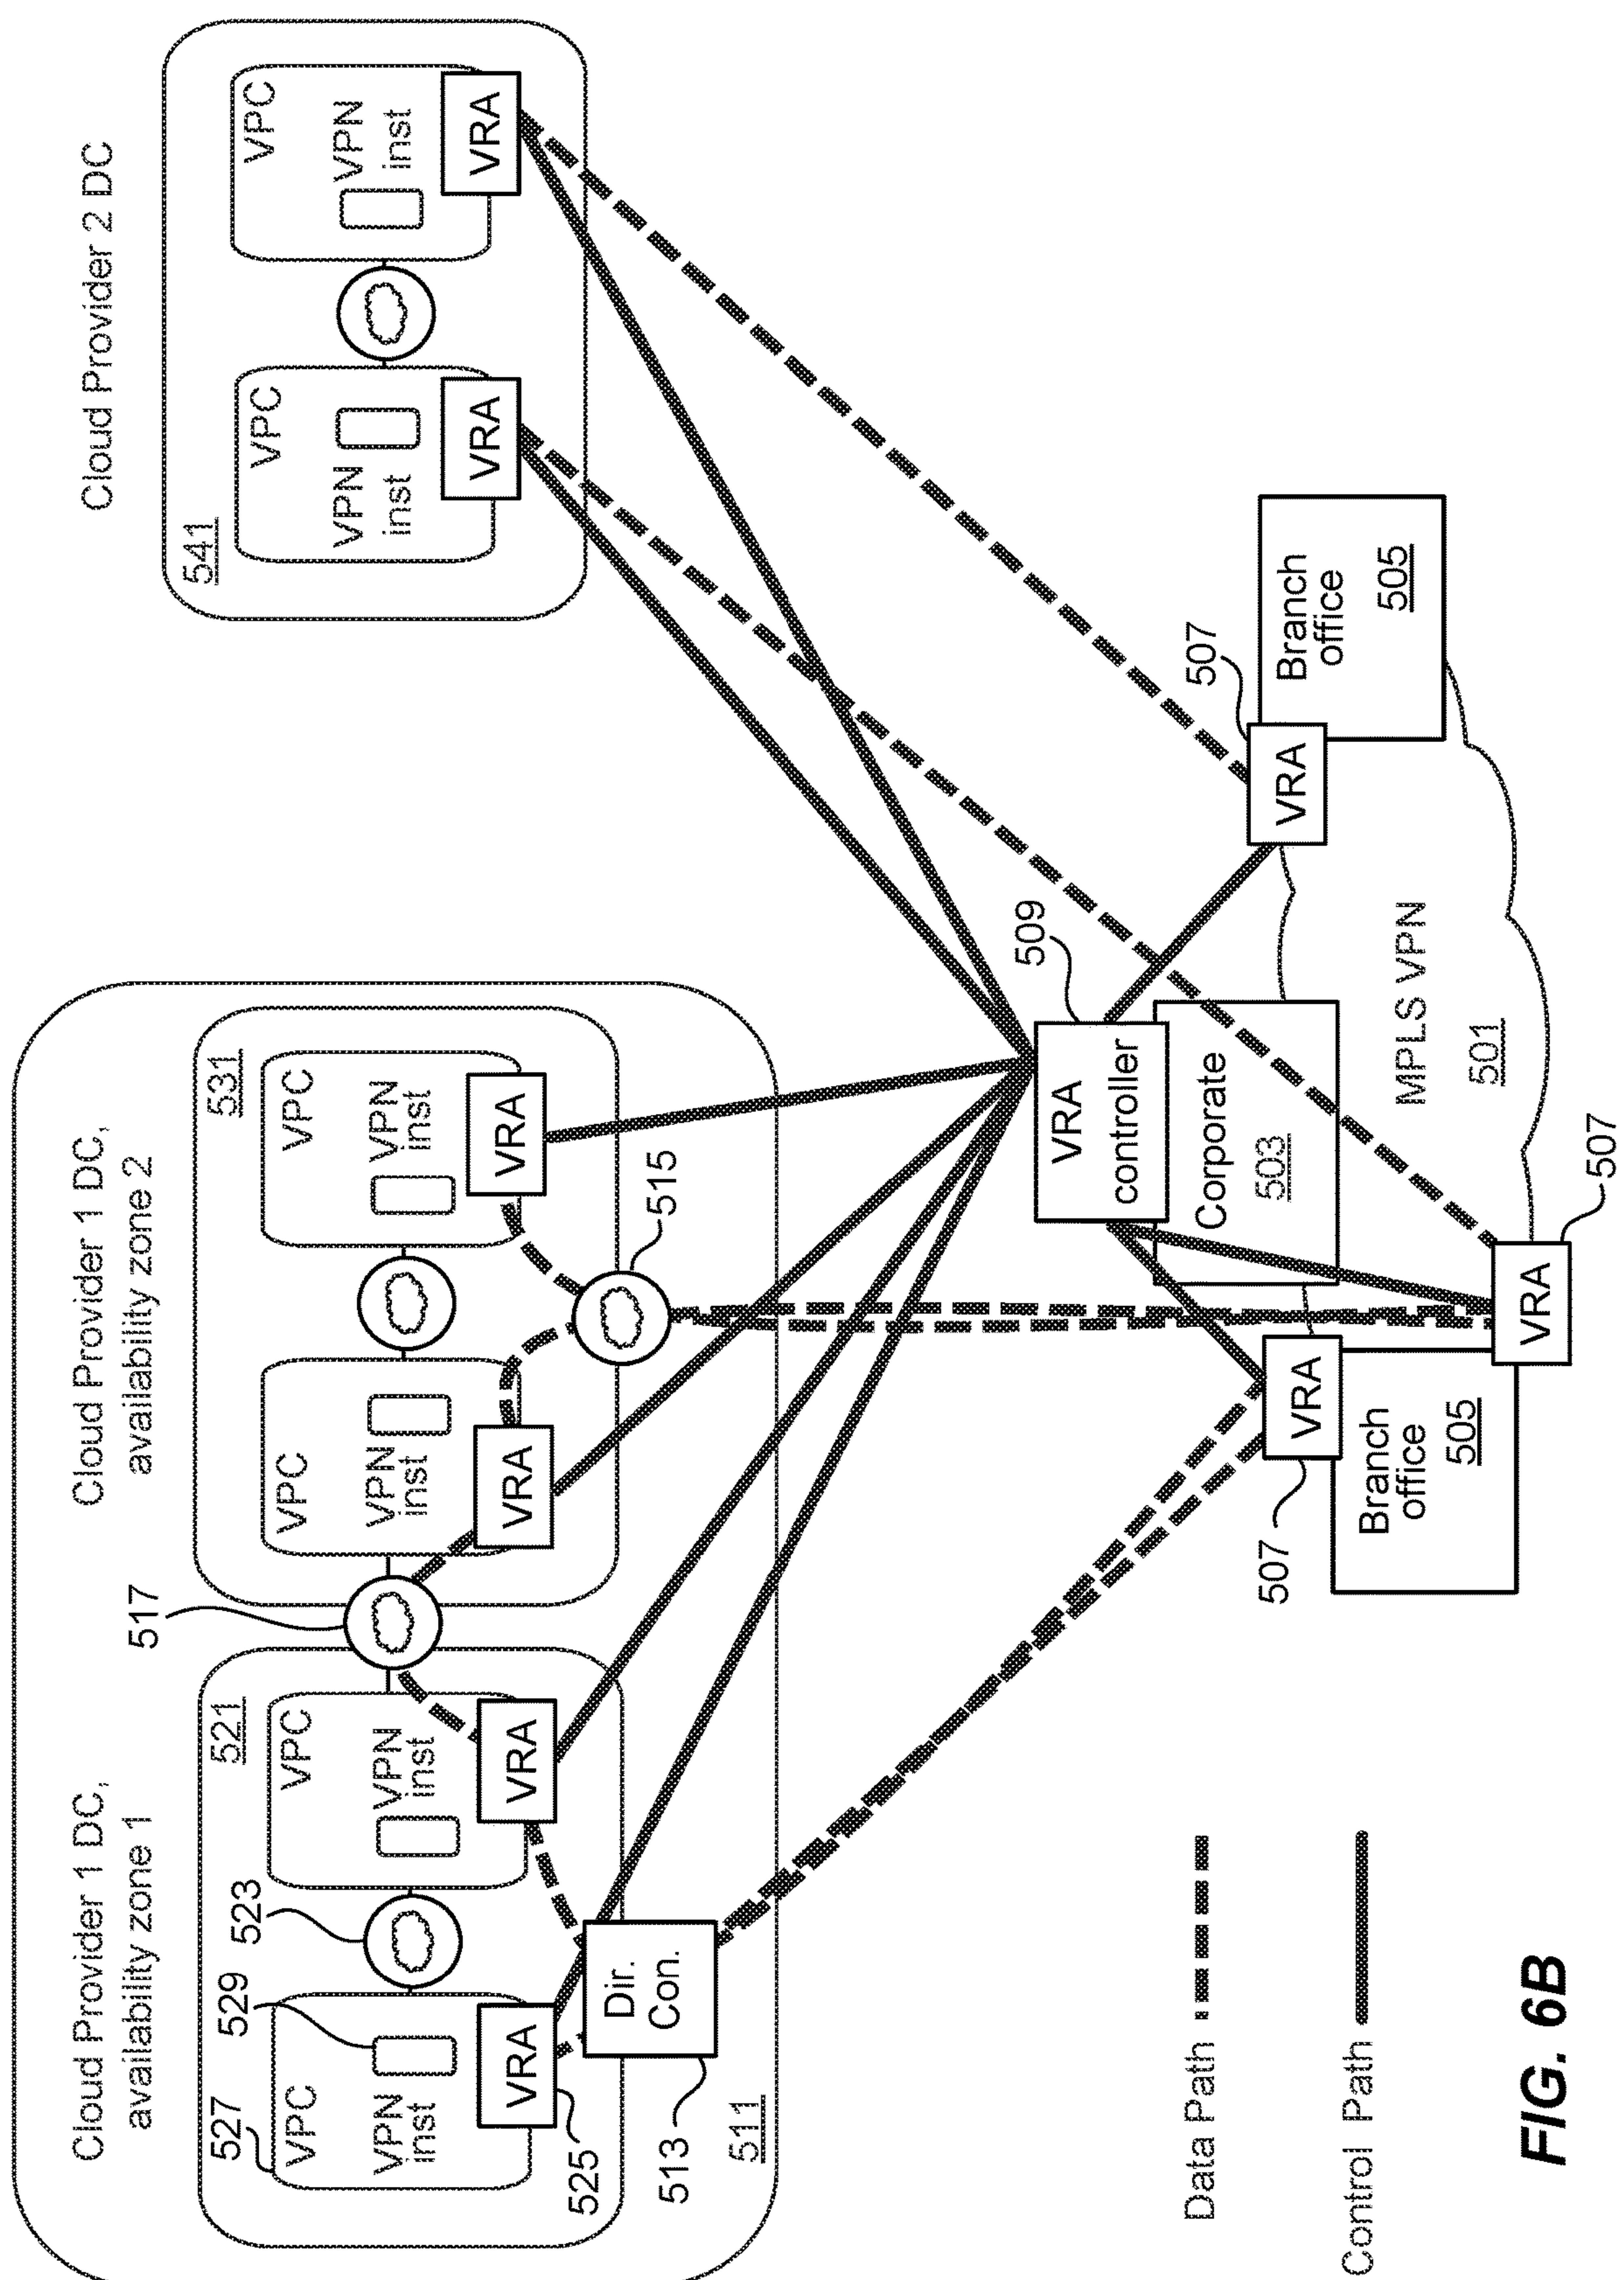 Cloud Provider 1 DC,
availability zone 1
Cloud Provider 1 DC,
availability zone 2
Cloud Provider 2 DC
517
527
529
523
521
531
541
VPC
VPN
inst
VRA
VPC
VPN
inst
VRA
VPC
VPN
inst
VRA
VPC
VPN
inst
VRA
VPC
VPN
inst
VRA
VPC
VPN
inst
VRA
525
Dir.
Con.
513
511
515
509
VRA
controller
Corporate
503
507
VRA
Branch
office
505
507
VRA
Branch
office
505
VRA
507
MPLS VPN
501
Data Path
Control Path
FIG. 6B